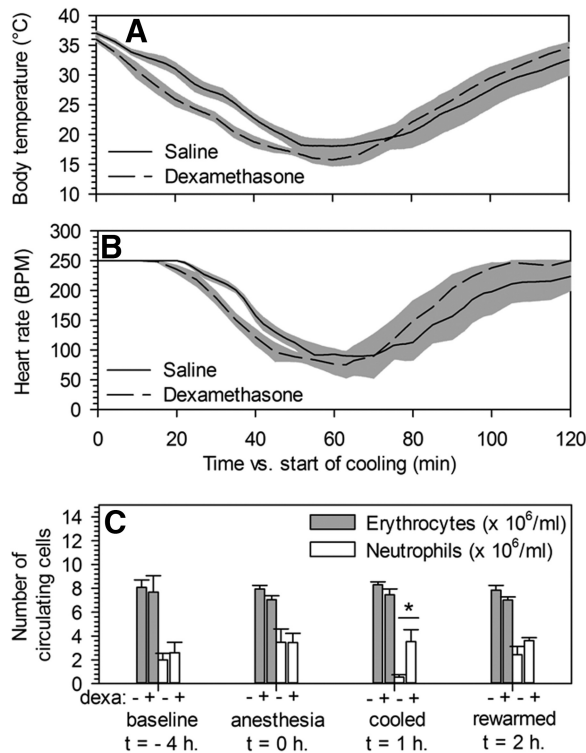 A
Body temperature (°C)
40
35
30
25
20
15
10
Saline
Dexamethasone
B
Heart rate (BPM)
300
250
200
150
100
50
0
Saline
Dexamethasone
0 20 40 60 80 100 120
Time vs. start of cooling (min)
C
Number of
circulating cells
14
12
10
8
6
4
2
0
Erythrocytes (x 10⁶/ml)
Neutrophils (x 10⁶/ml)
*
dexa: - + - + - + - + - + - + - + - +
baseline anesthesia cooled rewarmed
t = - 4 h. t = 0 h. t = 1 h. t = 2 h.